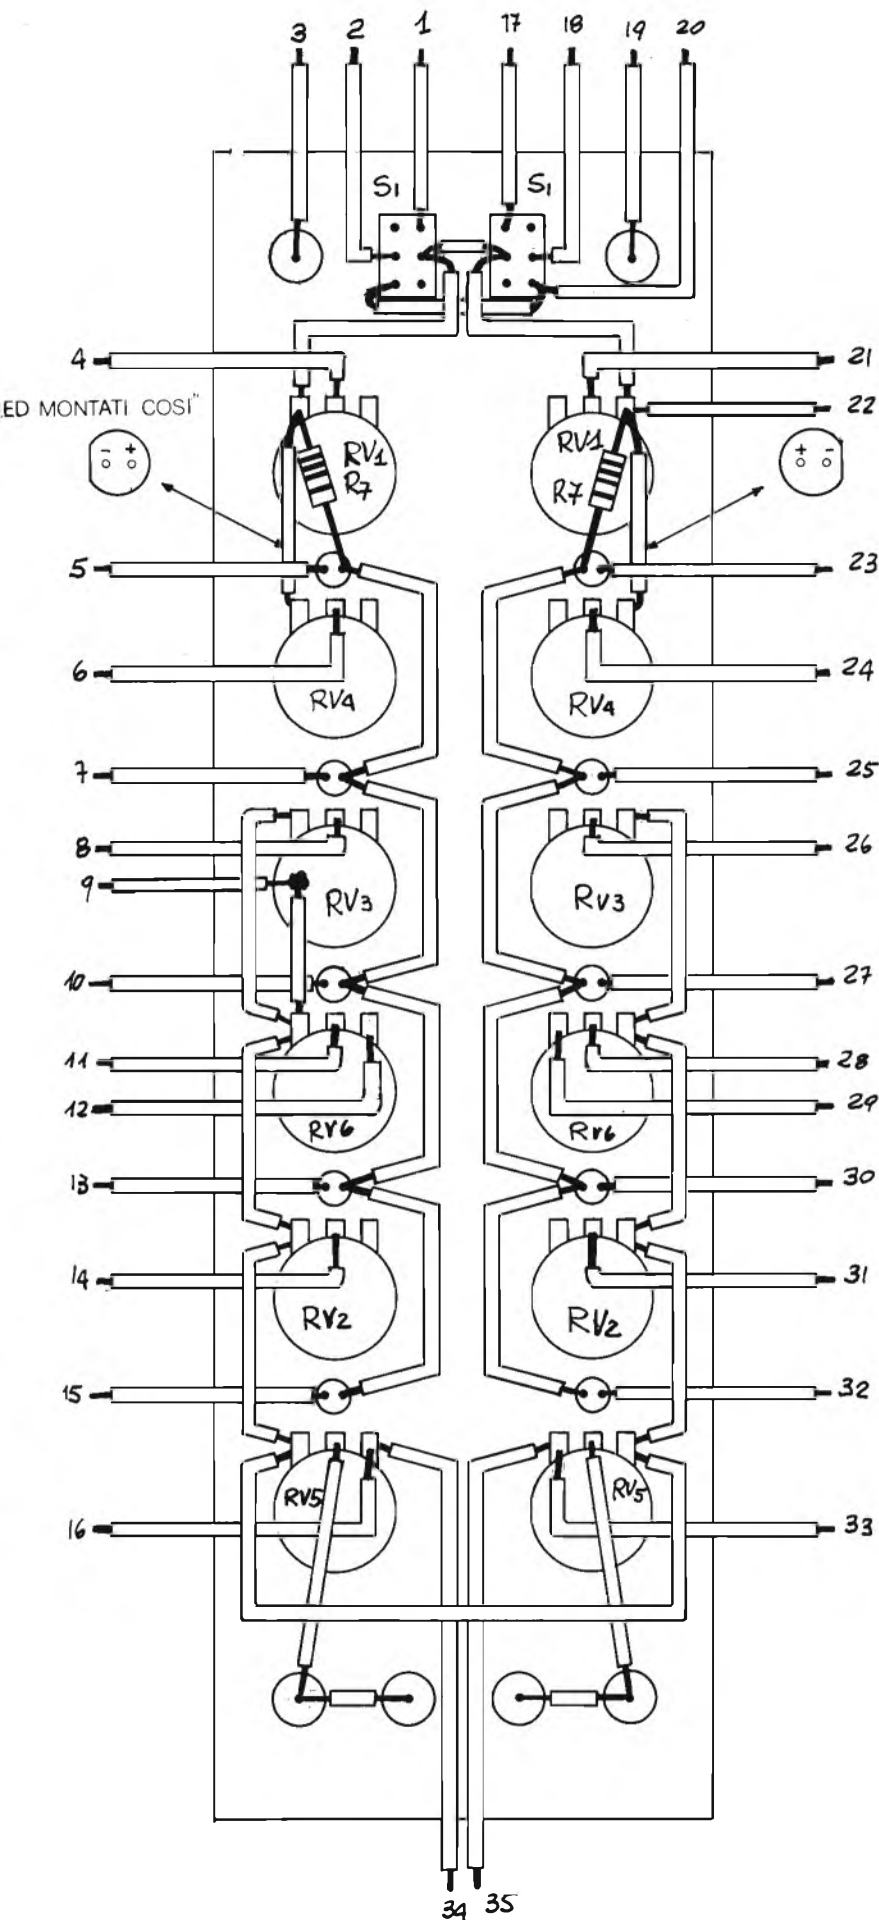 3 2 1 17 18 19 20
S1 S1
4 21
ED MONTATI COSI" 22
- + RV1 RV1 + -
R7 R7
5 23
6 24
RV4 RV4
7 25
8 26
9 RV3 RV3
10 27
11 28
12 29
RV6 RV6
13 30
14 31
RV2 RV2
15 32
RV5 RV5
16 33
34 35